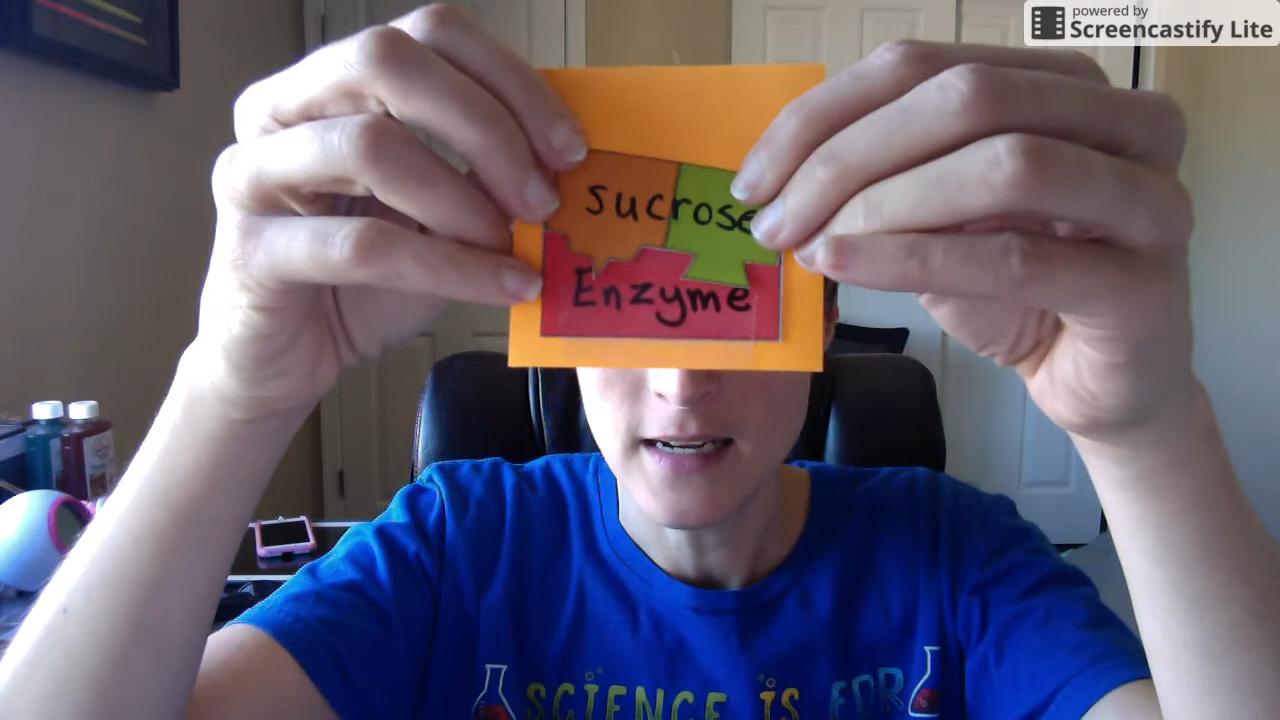 powered by
Screencastify Lite
sucrose
Enzyme
SCIENCE IS FOR